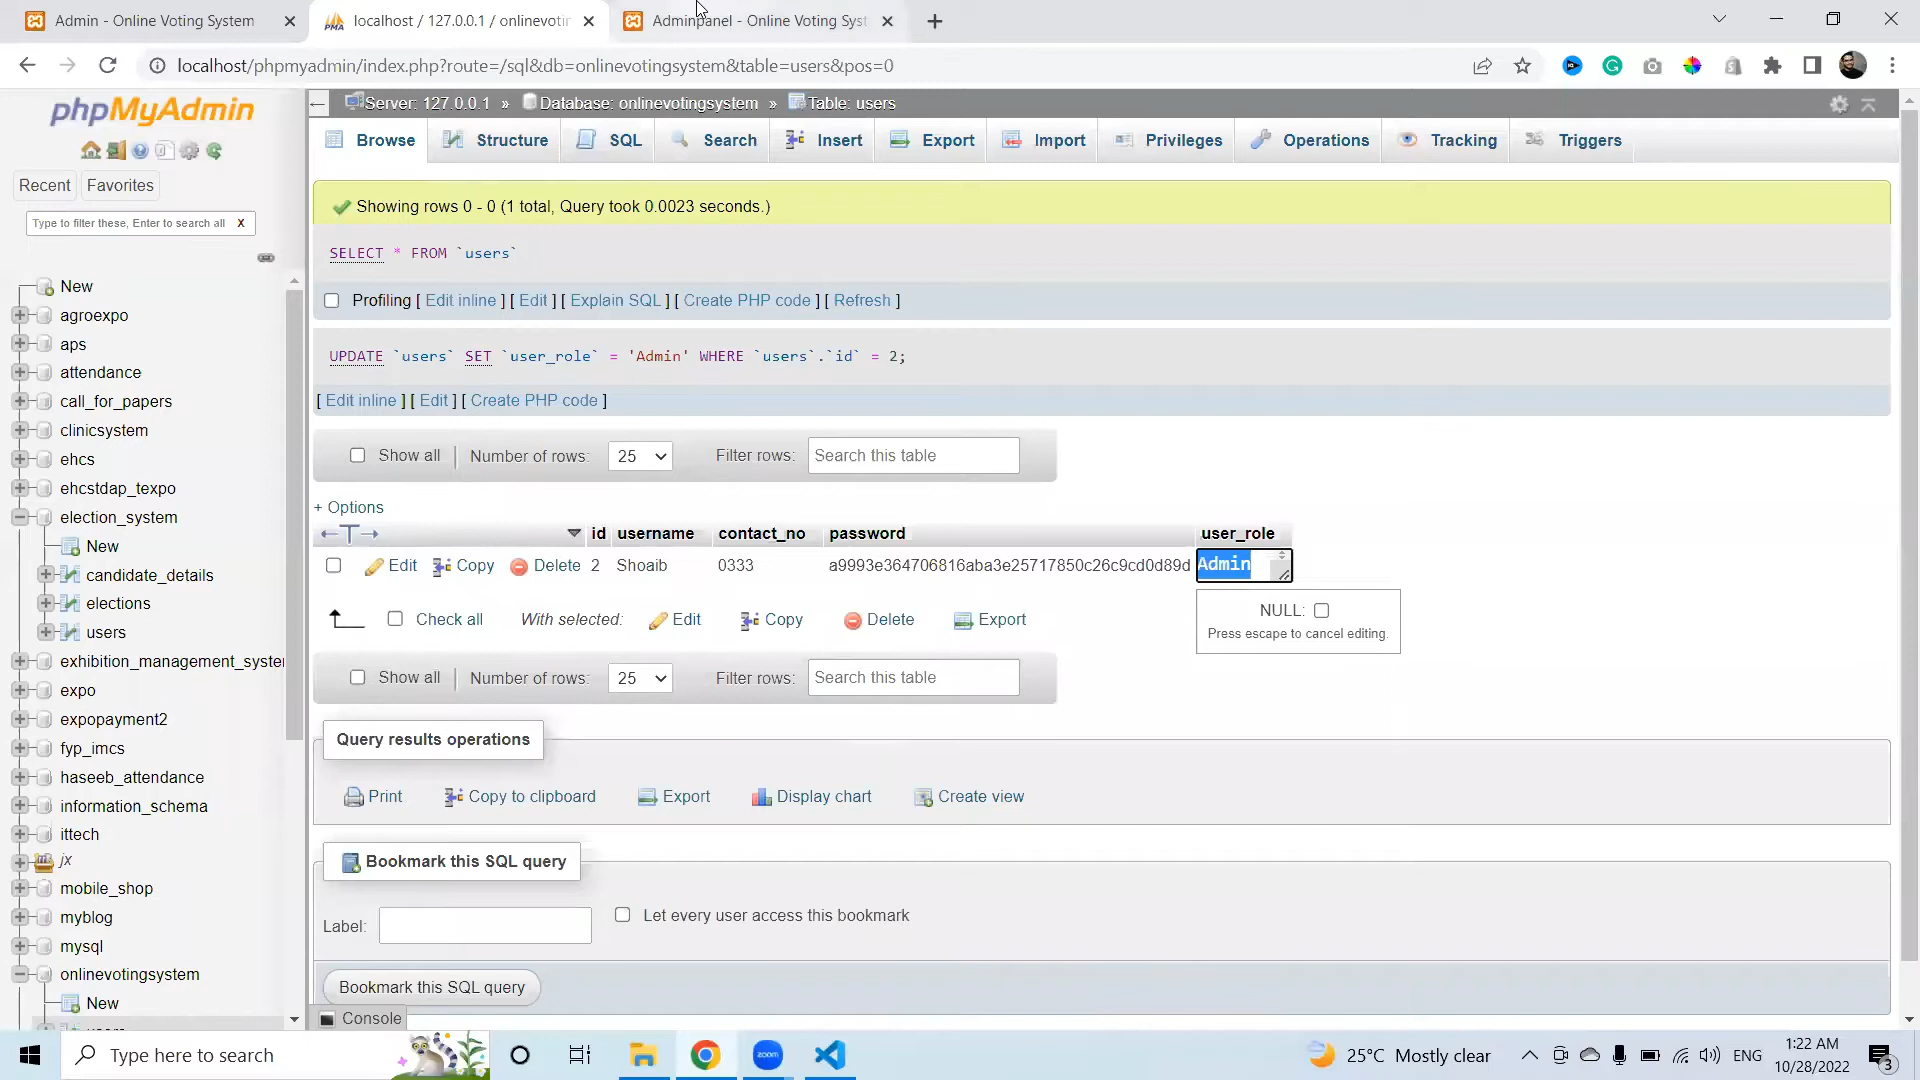 Admin - Online Voting System
localhost / 127.0.0.1 / onlinevotin
Adminpanel - Online Voting Syst
localhost/phpmyadmin/index.php?route=/sql&db=onlinevotingsystem&table=users&pos=0
phpMyAdmin
Recent Favorites
Type to filter these, Enter to search all X
New
agroexpo
aps
attendance
call_for_papers
clinicsystem
ehcs
ehcstdap_texpo
election_system
New
candidate_details
elections
users
exhibition_management_syster
expo
expopayment2
fyp_imcs
haseeb_attendance
information_schema
ittech
jx
mobile_shop
myblog
mysql
onlinevotingsystem
New
Server: 127.0.0.1 » Database: onlinevotingsystem » Table: users
Browse Structure SQL Search Insert Export Import Privileges Operations Tracking Triggers
Showing rows 0 - 0 (1 total, Query took 0.0023 seconds.)
SELECT * FROM `users`
Profiling [ Edit inline ] [ Edit ] [ Explain SQL ] [ Create PHP code ] [ Refresh ]
UPDATE `users` SET `user_role` = 'Admin' WHERE `users`.`id` = 2;
[ Edit inline ] [ Edit ] [ Create PHP code ]
Show all Number of rows: 25 Filter rows: Search this table
+ Options
←T→ id username contact_no password user_role
Edit Copy Delete 2 Shoaib 0333 a9993e364706816aba3e25717850c26c9cd0d89d Admin
NULL:
Press escape to cancel editing.
Check all With selected: Edit Copy Delete Export
Show all Number of rows: 25 Filter rows: Search this table
Query results operations
Print Copy to clipboard Export Display chart Create view
Bookmark this SQL query
Label: Let every user access this bookmark
Bookmark this SQL query
Console
Type here to search
zoom
25°C Mostly clear
ENG
1:22 AM
10/28/2022
3